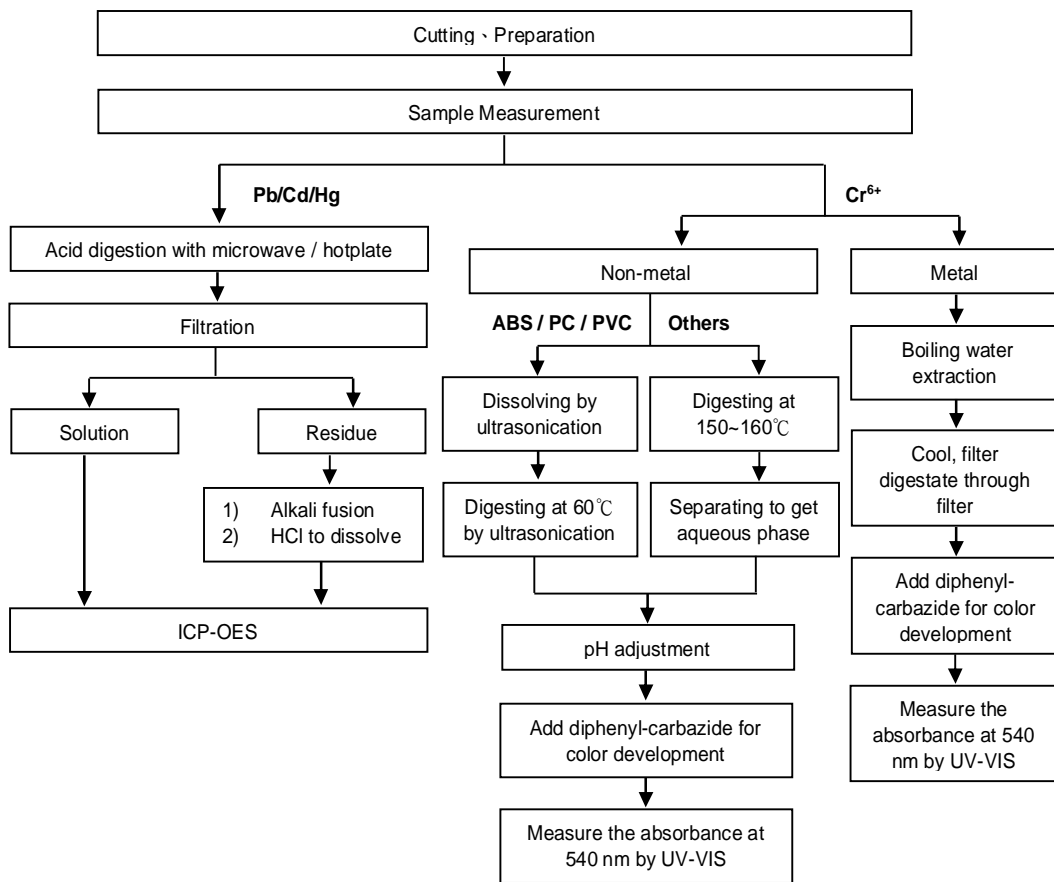 Cutting、Preparation
Sample Measurement
Pb/Cd/Hg
Cr⁶⁺
Acid digestion with microwave / hotplate
Non-metal
Metal
Filtration
ABS / PC / PVC
Others
Boiling water
extraction
Solution
Residue
Dissolving by
ultrasonication
Digesting at
150~160℃
Cool, filter
digestate through
filter
1) Alkali fusion
2) HCl to dissolve
Digesting at 60℃
by ultrasonication
Separating to get
aqueous phase
Add diphenyl-
carbazide for color
development
ICP-OES
pH adjustment
Measure the
absorbance at 540
nm by UV-VIS
Add diphenyl-carbazide for
color development
Measure the absorbance at
540 nm by UV-VIS